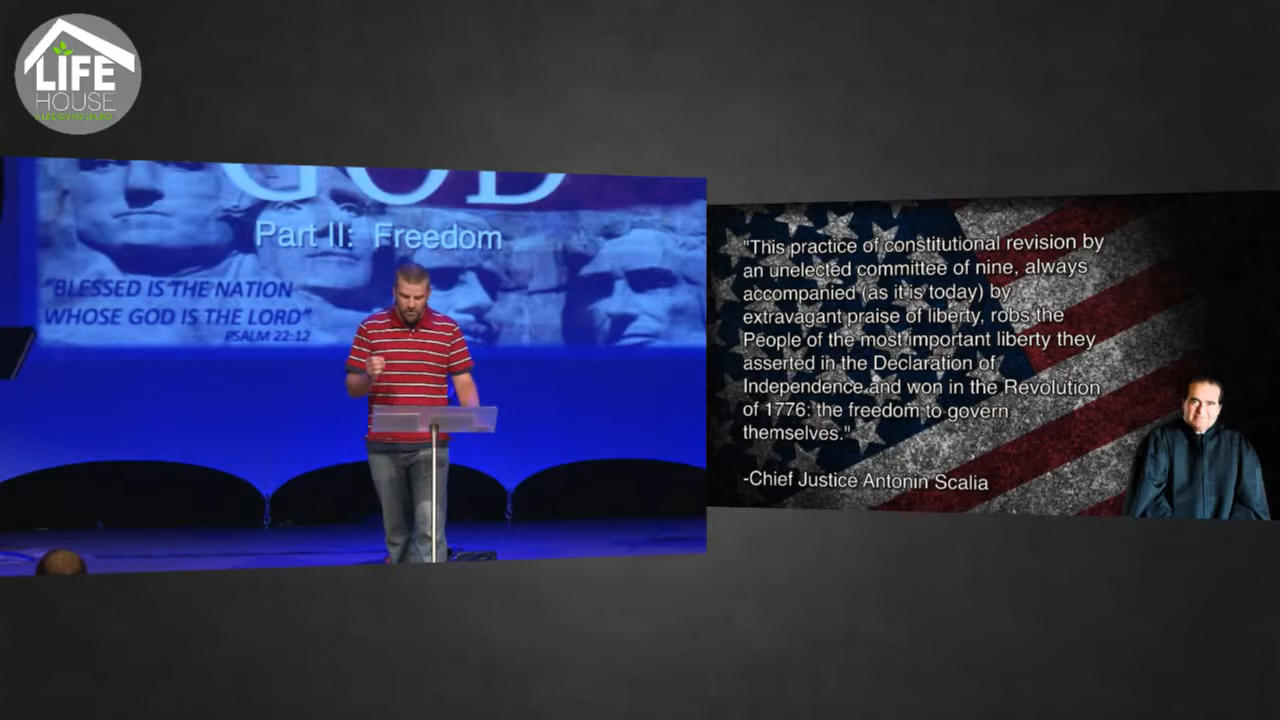 LIFE
HOUSE
GOD
Part II: Freedom
"BLESSED IS THE NATION
WHOSE GOD IS THE LORD"
PSALM 22:12
"This practice of constitutional revision by
an unelected committee of nine, always
accompanied (as it is today) by
extravagant praise of liberty, robs the
People of the most important liberty they
asserted in the Declaration of
Independence and won in the Revolution
of 1776: the freedom to govern
themselves."
-Chief Justice Antonin Scalia